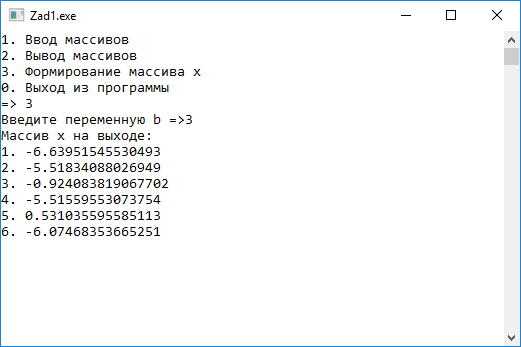 Zad1.exe
1. Ввод массивов
2. Вывод массивов
3. Формирование массива x
0. Выход из программы
=> 3
Введите переменную b =>3
Массив x на выходе:
1. -6.63951545530493
2. -5.51834088026949
3. -0.924083819067702
4. -5.51559553073754
5. 0.531035595585113
6. -6.07468353665251